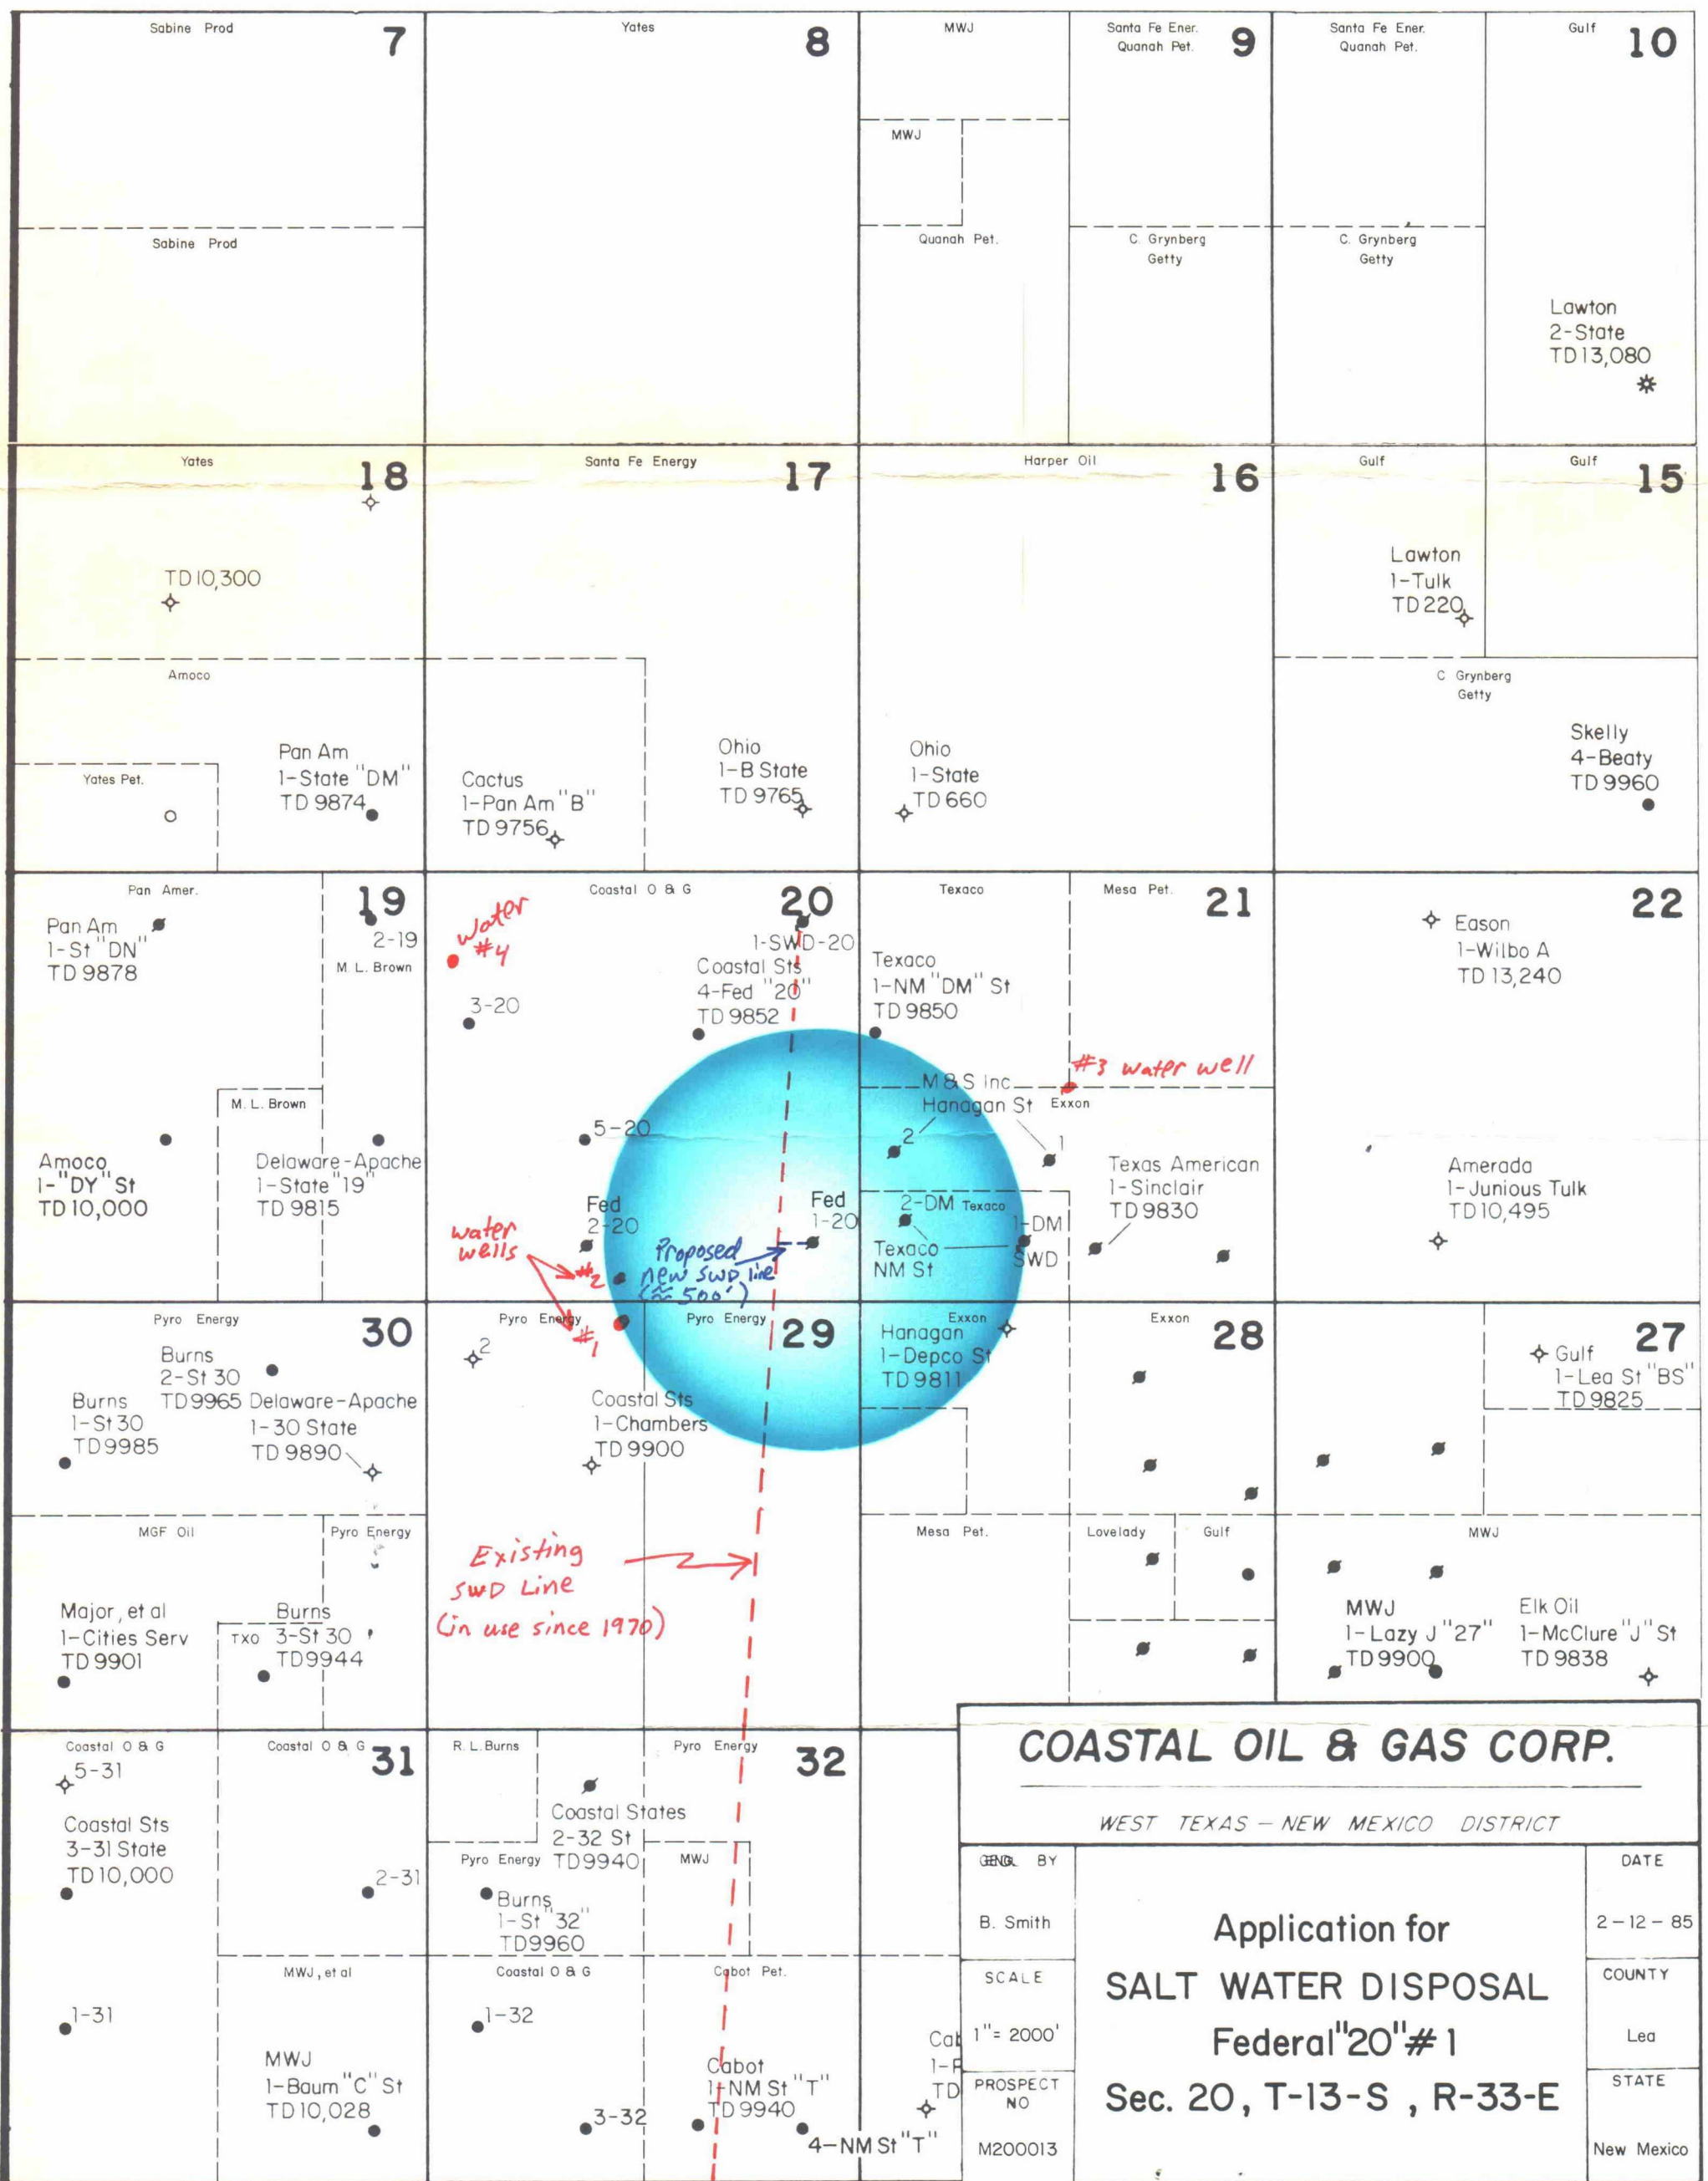 Sabine Prod
7
Sabine Prod
Yates
8
MWJ
MWJ
Quanah Pet.
Santa Fe Ener.
Quanah Pet.
9
C. Grynberg
Getty
Santa Fe Ener.
Quanah Pet.
C. Grynberg
Getty
Gulf
10
Lawton
2-State
TD 13,080
Yates
18
TD 10,300
Amoco
Yates Pet.
Pan Am
1-State "DM"
TD 9874
Santa Fe Energy
17
Cactus
1-Pan Am "B"
TD 9756
Ohio
1-B State
TD 9765
Harper Oil
16
Ohio
1-State
TD 660
Gulf
Gulf
15
Lawton
1-Tulk
TD 220
C Grynberg
Getty
Skelly
4-Beaty
TD 9960
Pan Amer.
19
Pan Am
1-St "DN"
TD 9878
2-19
M. L. Brown
M. L. Brown
Amoco
1-"DY" St
TD 10,000
Delaware-Apache
1-State "19"
TD 9815
Coastal O & G
20
Water
#4
3-20
1-SWD-20
Coastal Sts
4-Fed "20"
TD 9852
5-20
Fed
2-20
Fed
1-20
water
wells
#2
Proposed
new SWD line
(≈ 500')
Texaco
Mesa Pet.
21
Texaco
1-NM "DM" St
TD 9850
#3 water well
M & S Inc
Hanagan St
Exxon
2
1
2-DM
Texaco
1-DM
SWD
Texaco
NM St
Texas American
1-Sinclair
TD 9830
22
Eason
1-Wilbo A
TD 13,240
Amerada
1-Junious Tulk
TD 10,495
Pyro Energy
30
Burns
2-St 30
TD 9965
Burns
1-St 30
TD 9985
Delaware-Apache
1-30 State
TD 9890
MGF Oil
Pyro Energy
Major, et al
1-Cities Serv
TD 9901
TXO
Burns
3-St 30
TD 9944
Pyro Energy
#1
Pyro Energy
29
2
Coastal Sts
1-Chambers
TD 9900
Existing
SWD Line
(in use since 1970)
Exxon
Hanagan
1-Depco St
TD 9811
Exxon
28
Mesa Pet.
Lovelady
Gulf
27
Gulf
1-Lea St "BS"
TD 9825
MWJ
MWJ
1-Lazy J "27"
TD 9900
Elk Oil
1-McClure "J" St
TD 9838
Coastal O & G
5-31
Coastal O & G
31
Coastal Sts
3-31 State
TD 10,000
2-31
1-31
MWJ, et al
MWJ
1-Baum "C" St
TD 10,028
R. L. Burns
Pyro Energy
32
Coastal States
2-32 St
TD 9940
Pyro Energy
MWJ
Burns
1-St "32"
TD 9960
Coastal O & G
Cabot Pet.
1-32
3-32
Cabot
1-NM St "T"
TD 9940
4-NM St "T"
TD
COASTAL OIL & GAS CORP.
WEST TEXAS - NEW MEXICO DISTRICT
BY
B. Smith
SCALE
1" = 2000'
PROSPECT
NO
M200013
Application for
SALT WATER DISPOSAL
Federal "20" # 1
Sec. 20, T-13-S, R-33-E
DATE
2-12-85
COUNTY
Lea
STATE
New Mexico